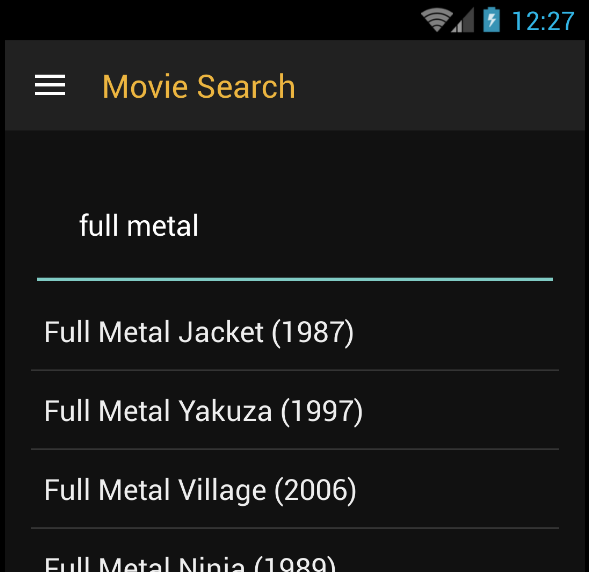 12:27
Movie Search
full metal
Full Metal Jacket (1987)
Full Metal Yakuza (1997)
Full Metal Village (2006)
Full Metal Ninja (1989)